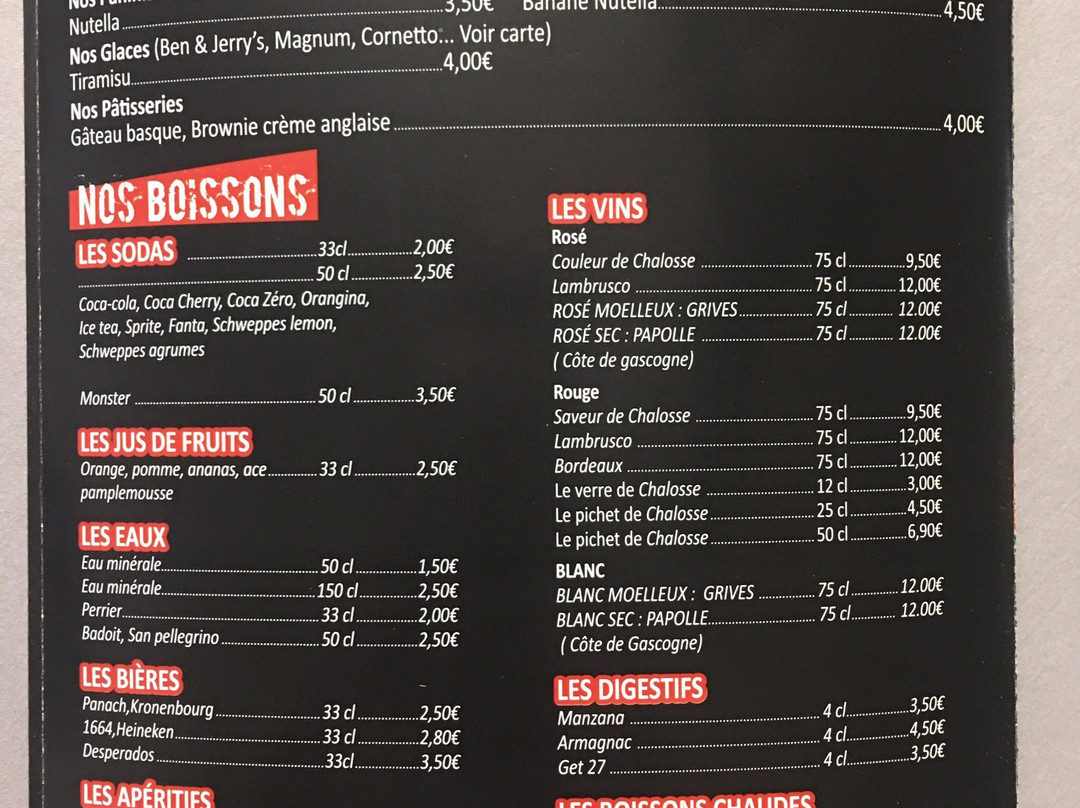 Nutella 3,50€ Banane Nutella 4,50€
Nos Glaces (Ben & Jerry's, Magnum, Cornetto... Voir carte)
Tiramisu 4,00€
Nos Pâtisseries
Gâteau basque, Brownie crème anglaise 4,00€
NOS BOISSONS
LES SODAS 33cl 2,00€
50 cl 2,50€
Coca-cola, Coca Cherry, Coca Zéro, Orangina,
Ice tea, Sprite, Fanta, Schweppes lemon,
Schweppes agrumes
Monster 50 cl 3,50€
LES JUS DE FRUITS
Orange, pomme, ananas, ace 33 cl 2,50€
pamplemousse
LES EAUX
Eau minérale 50 cl 1,50€
Eau minérale 150 cl 2,50€
Perrier 33 cl 2,00€
Badoit, San pellegrino 50 cl 2,50€
LES BIÈRES
Panach,Kronenbourg 33 cl 2,50€
1664,Heineken 33 cl 2,80€
Desperados 33cl 3,50€
LES APÉRITIFS
LES VINS
Rosé
Couleur de Chalosse 75 cl 9,50€
Lambrusco 75 cl 12,00€
ROSÉ MOELLEUX : GRIVES 75 cl 12.00€
ROSÉ SEC : PAPOLLE 75 cl 12.00€
( Côte de gascogne)
Rouge
Saveur de Chalosse 75 cl 9,50€
Lambrusco 75 cl 12,00€
Bordeaux 75 cl 12,00€
Le verre de Chalosse 12 cl 3,00€
Le pichet de Chalosse 25 cl 4,50€
Le pichet de Chalosse 50 cl 6,90€
BLANC
BLANC MOELLEUX : GRIVES 75 cl 12.00€
BLANC SEC : PAPOLLE 75 cl 12.00€
( Côte de Gascogne)
LES DIGESTIFS
Manzana 4 cl 3,50€
Armagnac 4 cl 4,50€
Get 27 4 cl 3,50€
LES BOISSONS CHAUDES